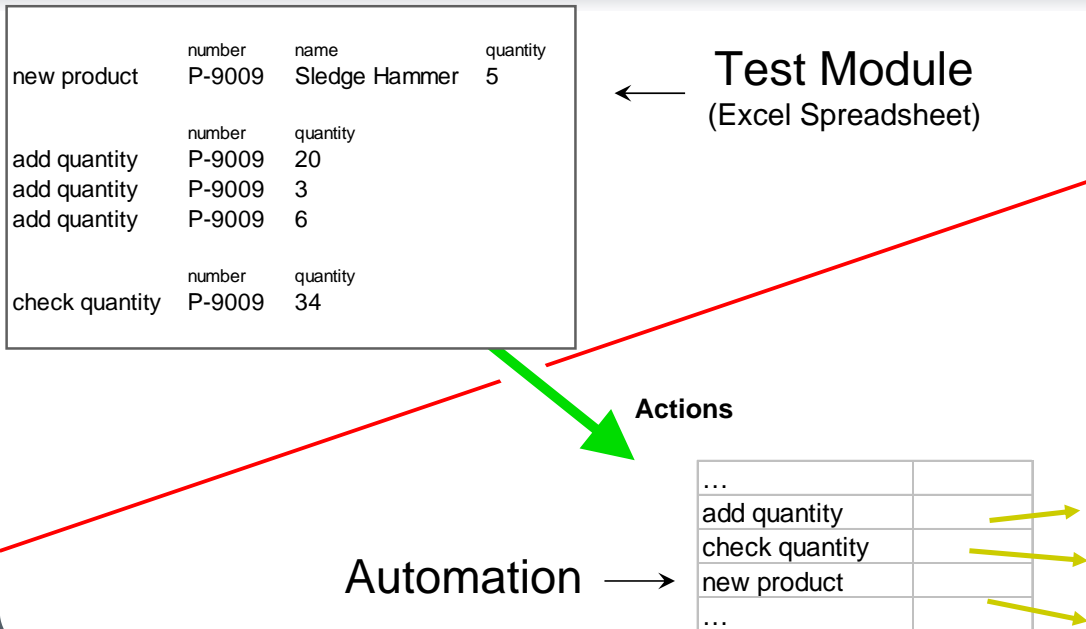 number name quantity
new product P-9009 Sledge Hammer 5
number quantity
add quantity P-9009 20
add quantity P-9009 3
add quantity P-9009 6
number quantity
check quantity P-9009 34
Test Module
(Excel Spreadsheet)
Actions
Automation
…
add quantity
check quantity
new product
…